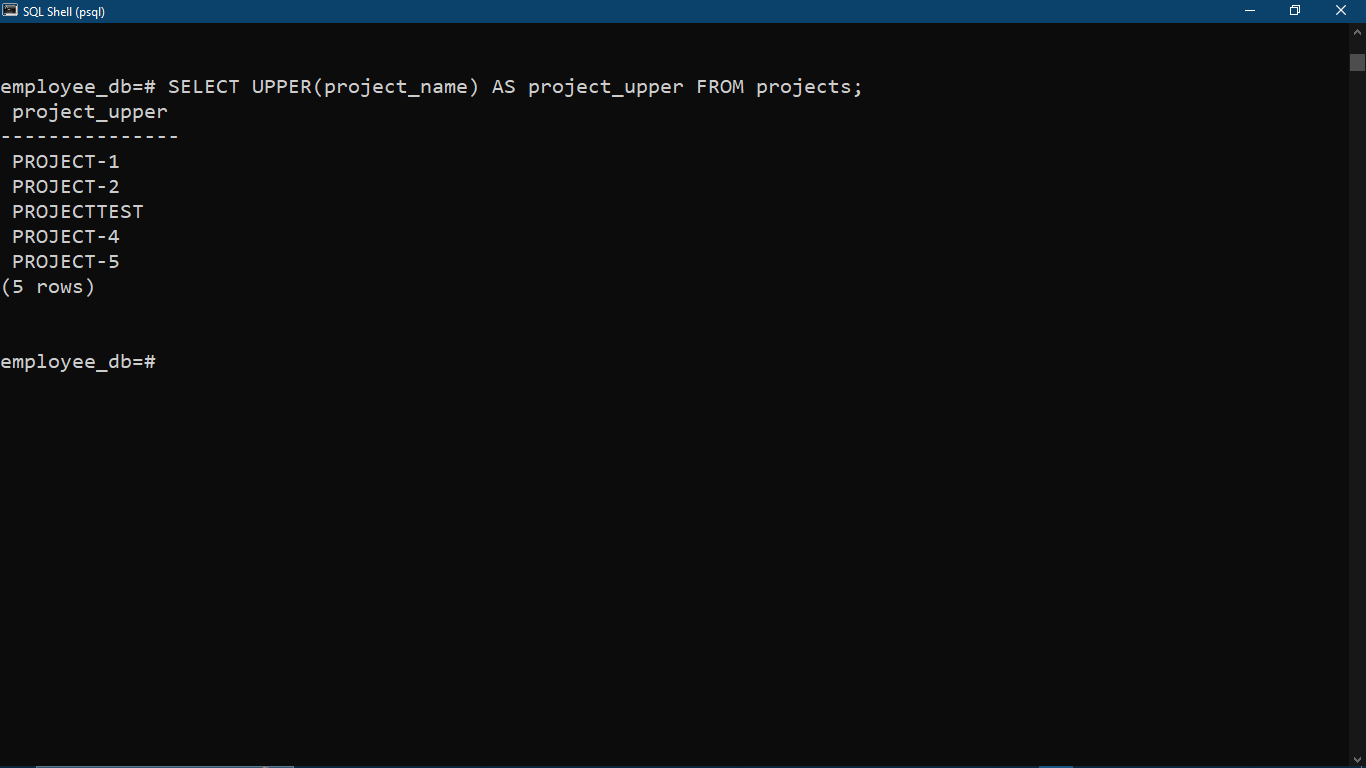 SQL Shell (psql)
employee_db=# SELECT UPPER(project_name) AS project_upper FROM projects;
project_upper
---------------
PROJECT-1
PROJECT-2
PROJECTTEST
PROJECT-4
PROJECT-5
(5 rows)
employee_db=#